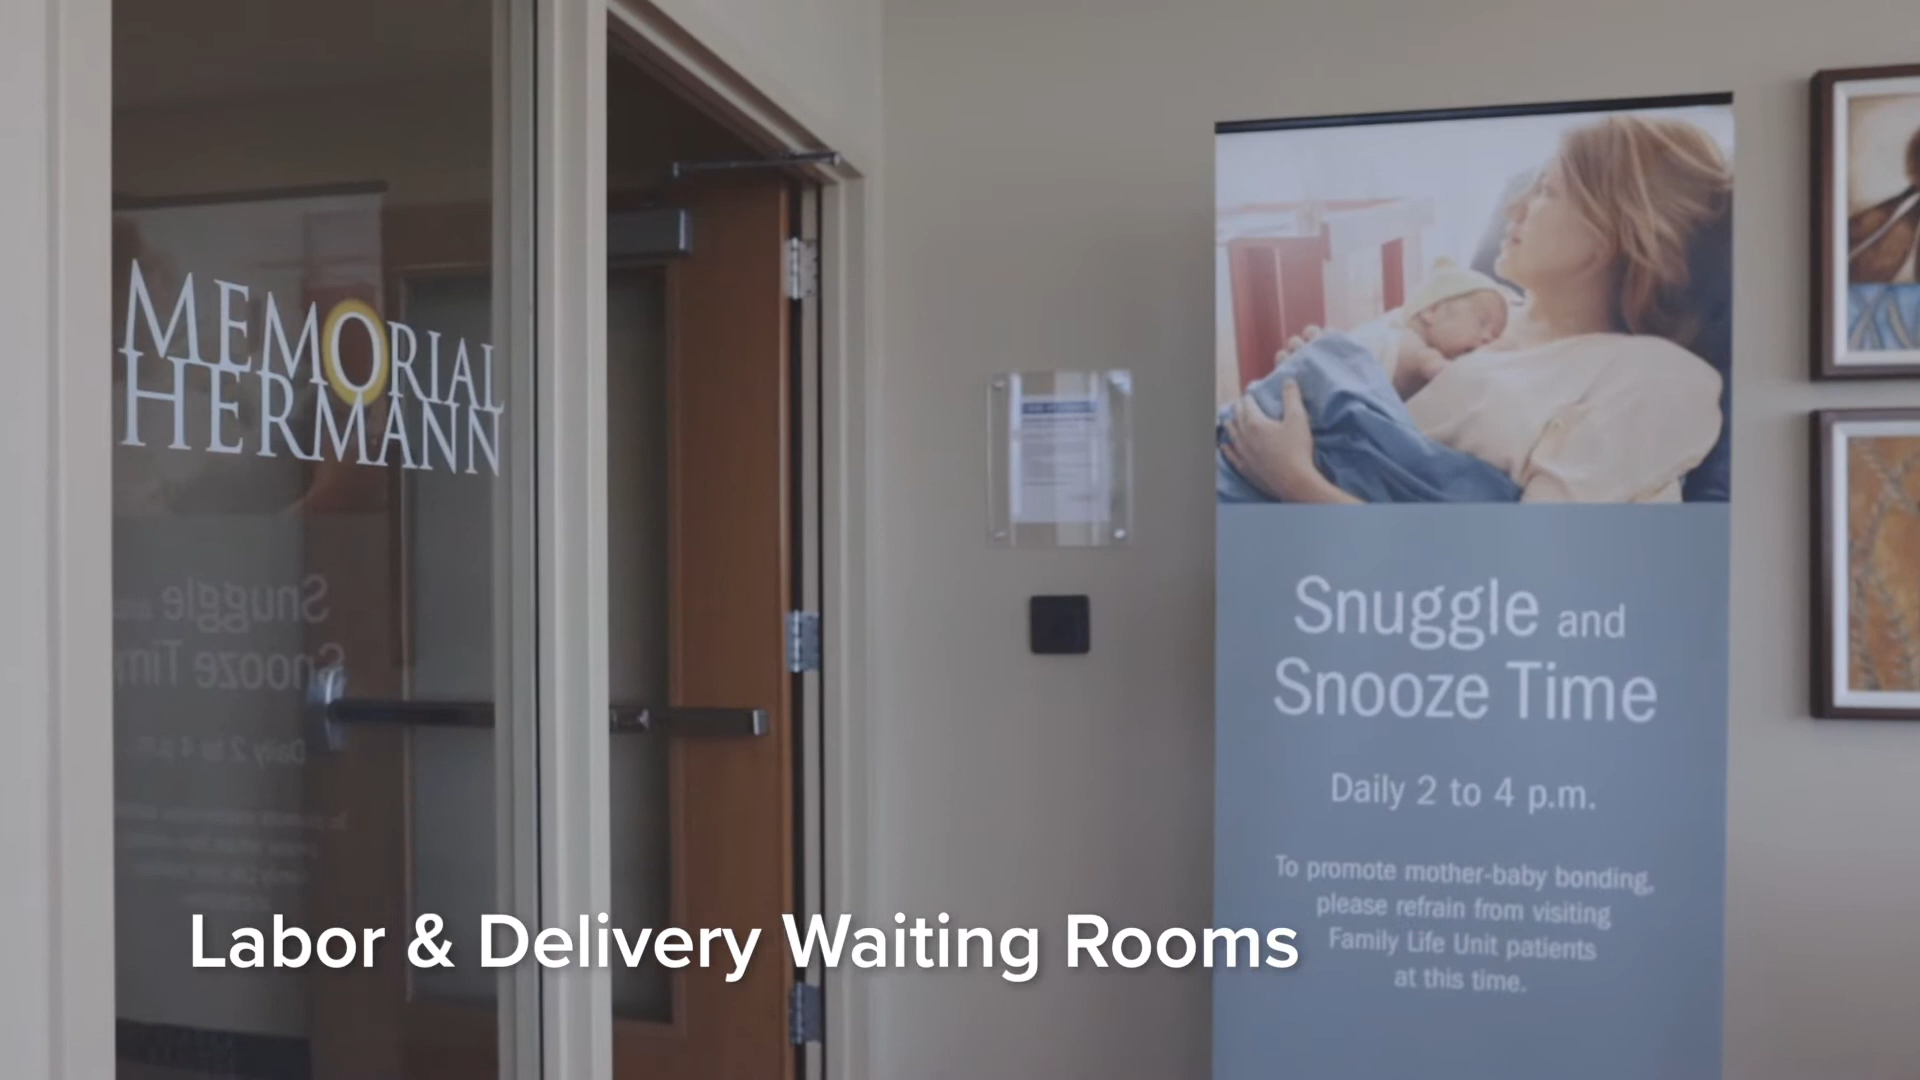 MEMORIAL
HERMANN
Snuggle and
Snooze Time
Daily 2 to 4 p.m.
To promote mother-baby bonding,
please refrain from visiting
Family Life Unit patients
at this time.
Labor & Delivery Waiting Rooms